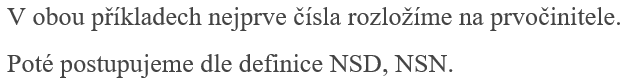 V obou příkladech nejprve čísla rozložíme na prvočinitele.
Poté postupujeme dle definice NSD, NSN.